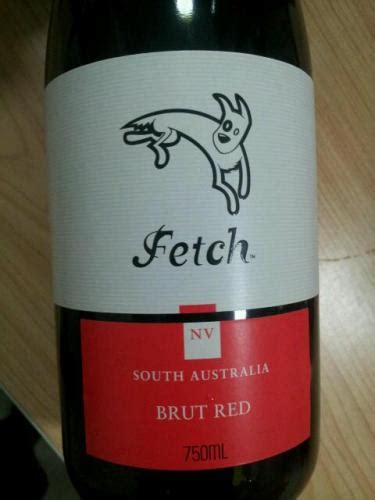 Fetch™
NV
SOUTH AUSTRALIA
BRUT RED
750ML